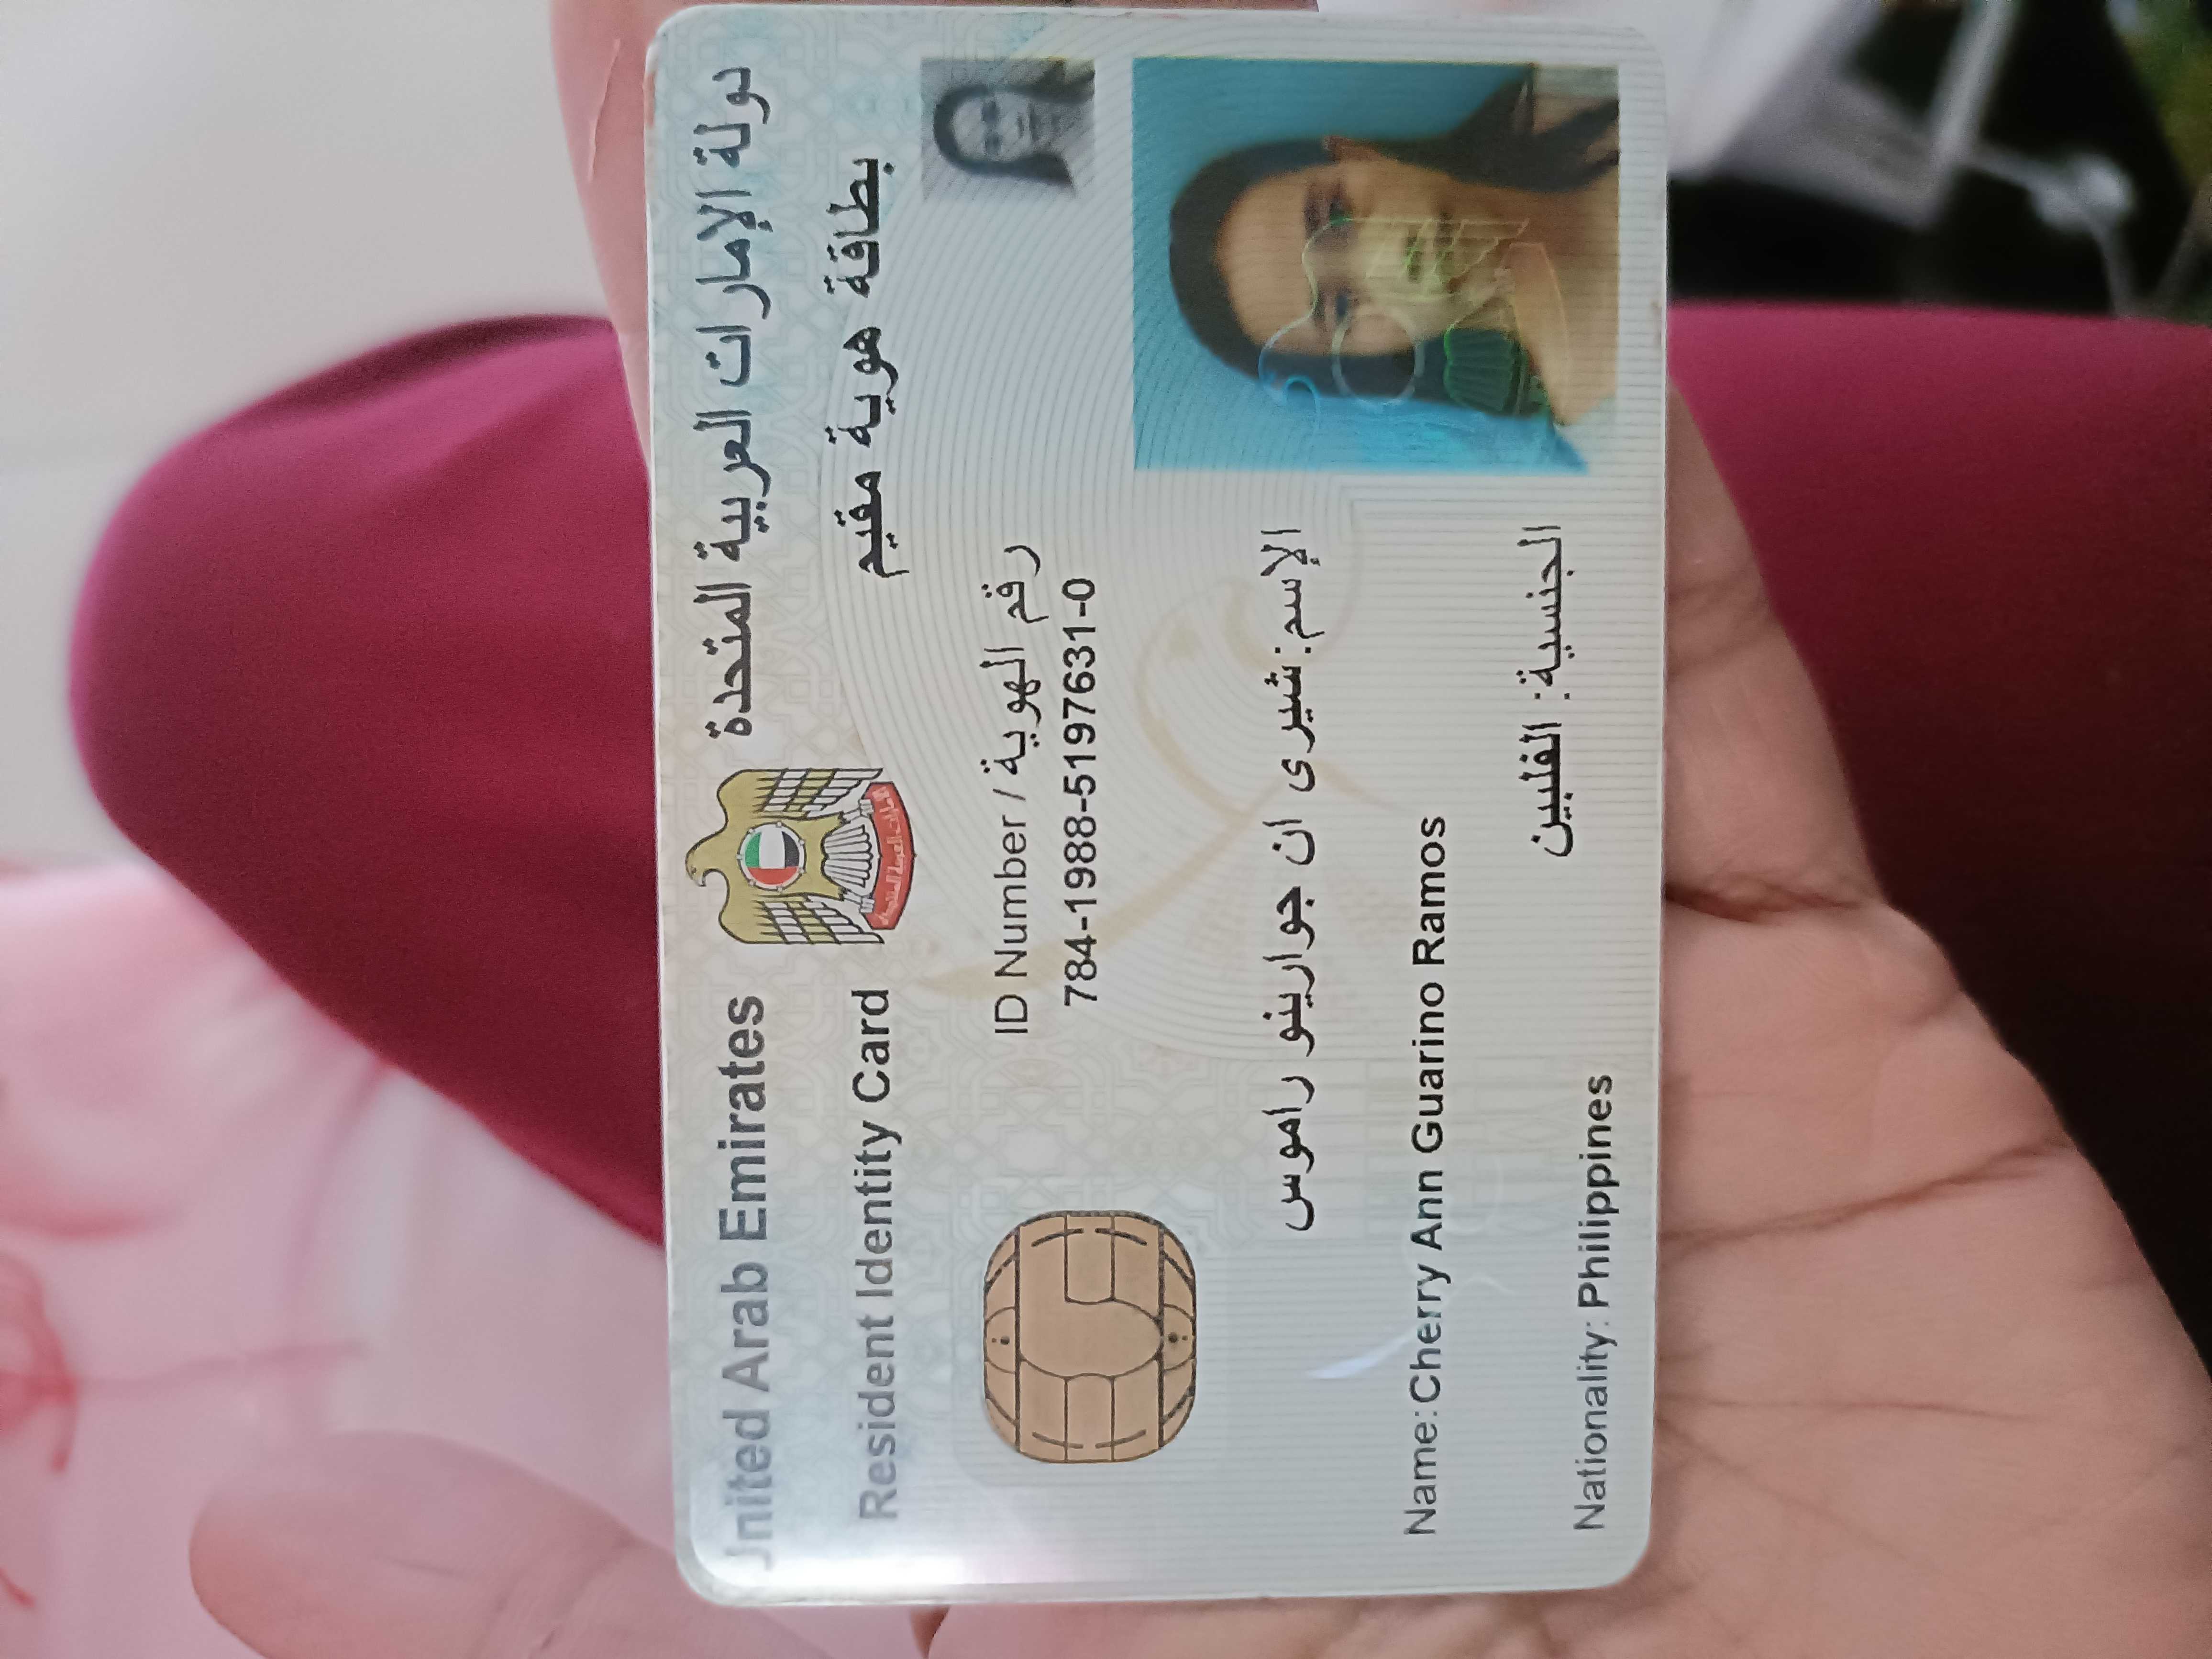 United Arab Emirates
دولة الإمارات العربية المتحدة
Resident Identity Card
بطاقة هوية مقيم
ID Number / رقم الهوية
784-1988-5197631-0
الإسم: شيرى ان جوارينو راموس
Name: Cherry Ann Guarino Ramos
الجنسية: الفلبين
Nationality: Philippines